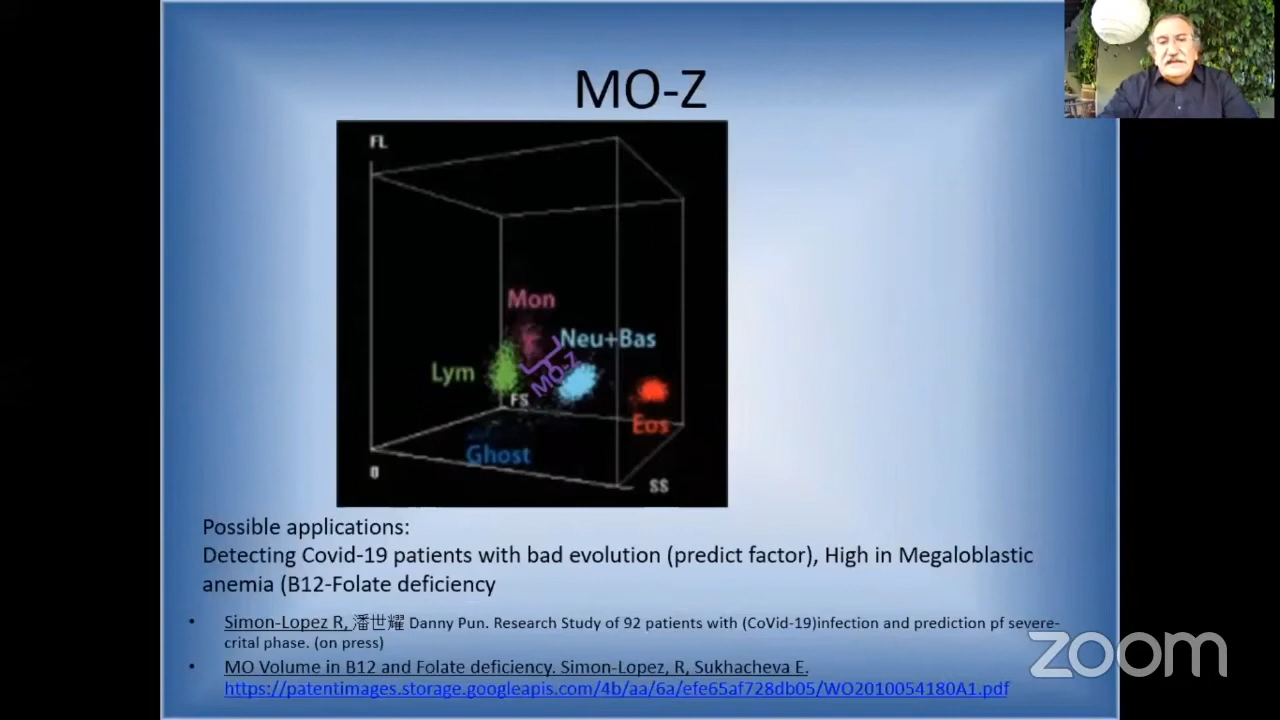 MO-Z
FL
Mon
Neu+Bas
Lym
MO-Z
FS
Eos
Ghost
0
SS
Possible applications:
Detecting Covid-19 patients with bad evolution (predict factor), High in Megaloblastic
anemia (B12-Folate deficiency
• Simon-Lopez R, 潘世耀 Danny Pun. Research Study of 92 patients with (CoVid-19)infection and prediction pf severe-
crital phase. (on press)
• MO Volume in B12 and Folate deficiency. Simon-Lopez, R, Sukhacheva E.
https://patentimages.storage.googleapis.com/4b/aa/6a/efe65af728db05/WO2010054180A1.pdf
zoom